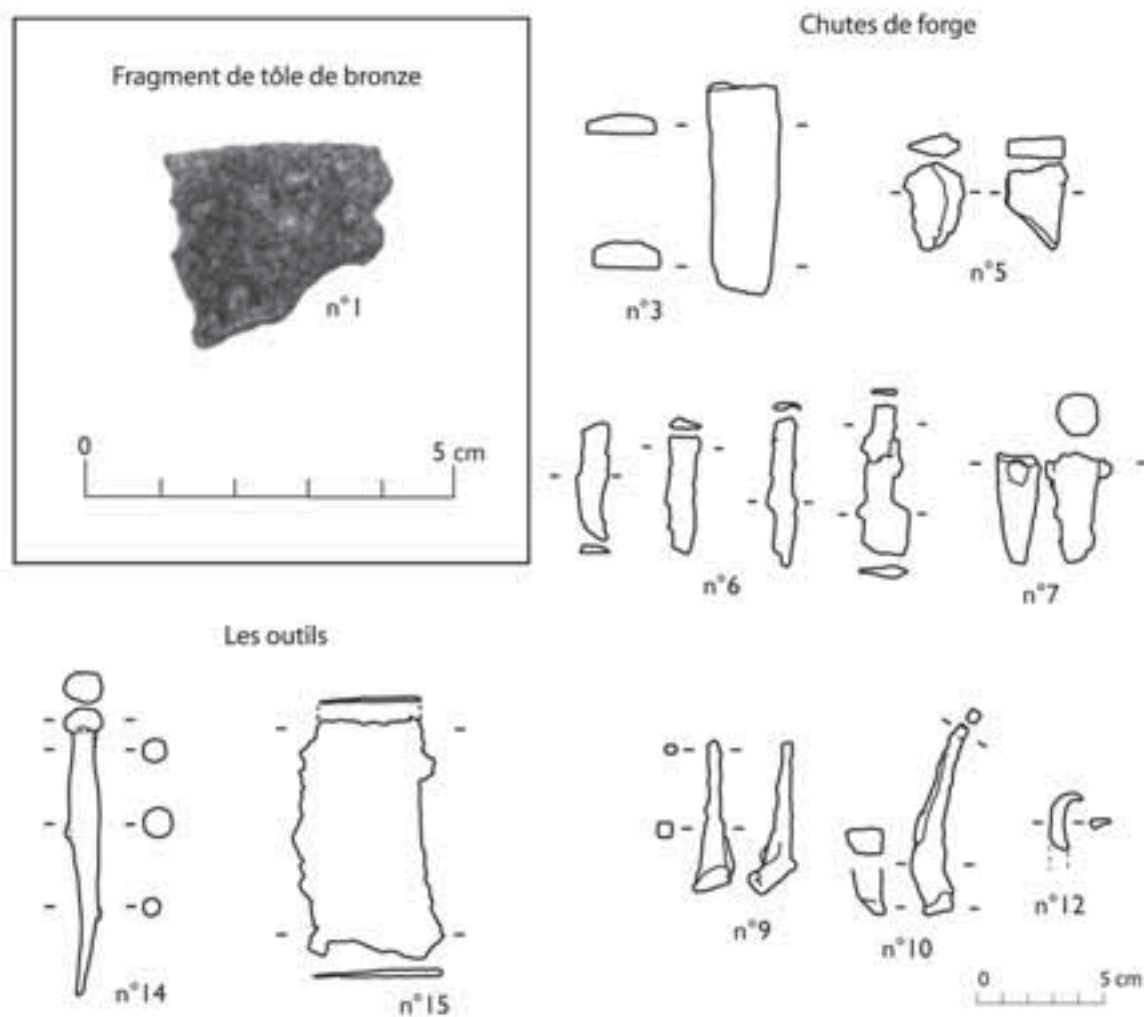 Fragment de tôle de bronze
n°1
0 5 cm
Chutes de forge
n°3
n°5
n°6
n°7
Les outils
n°14
n°15
n°9
n°10
n°12
0 5 cm